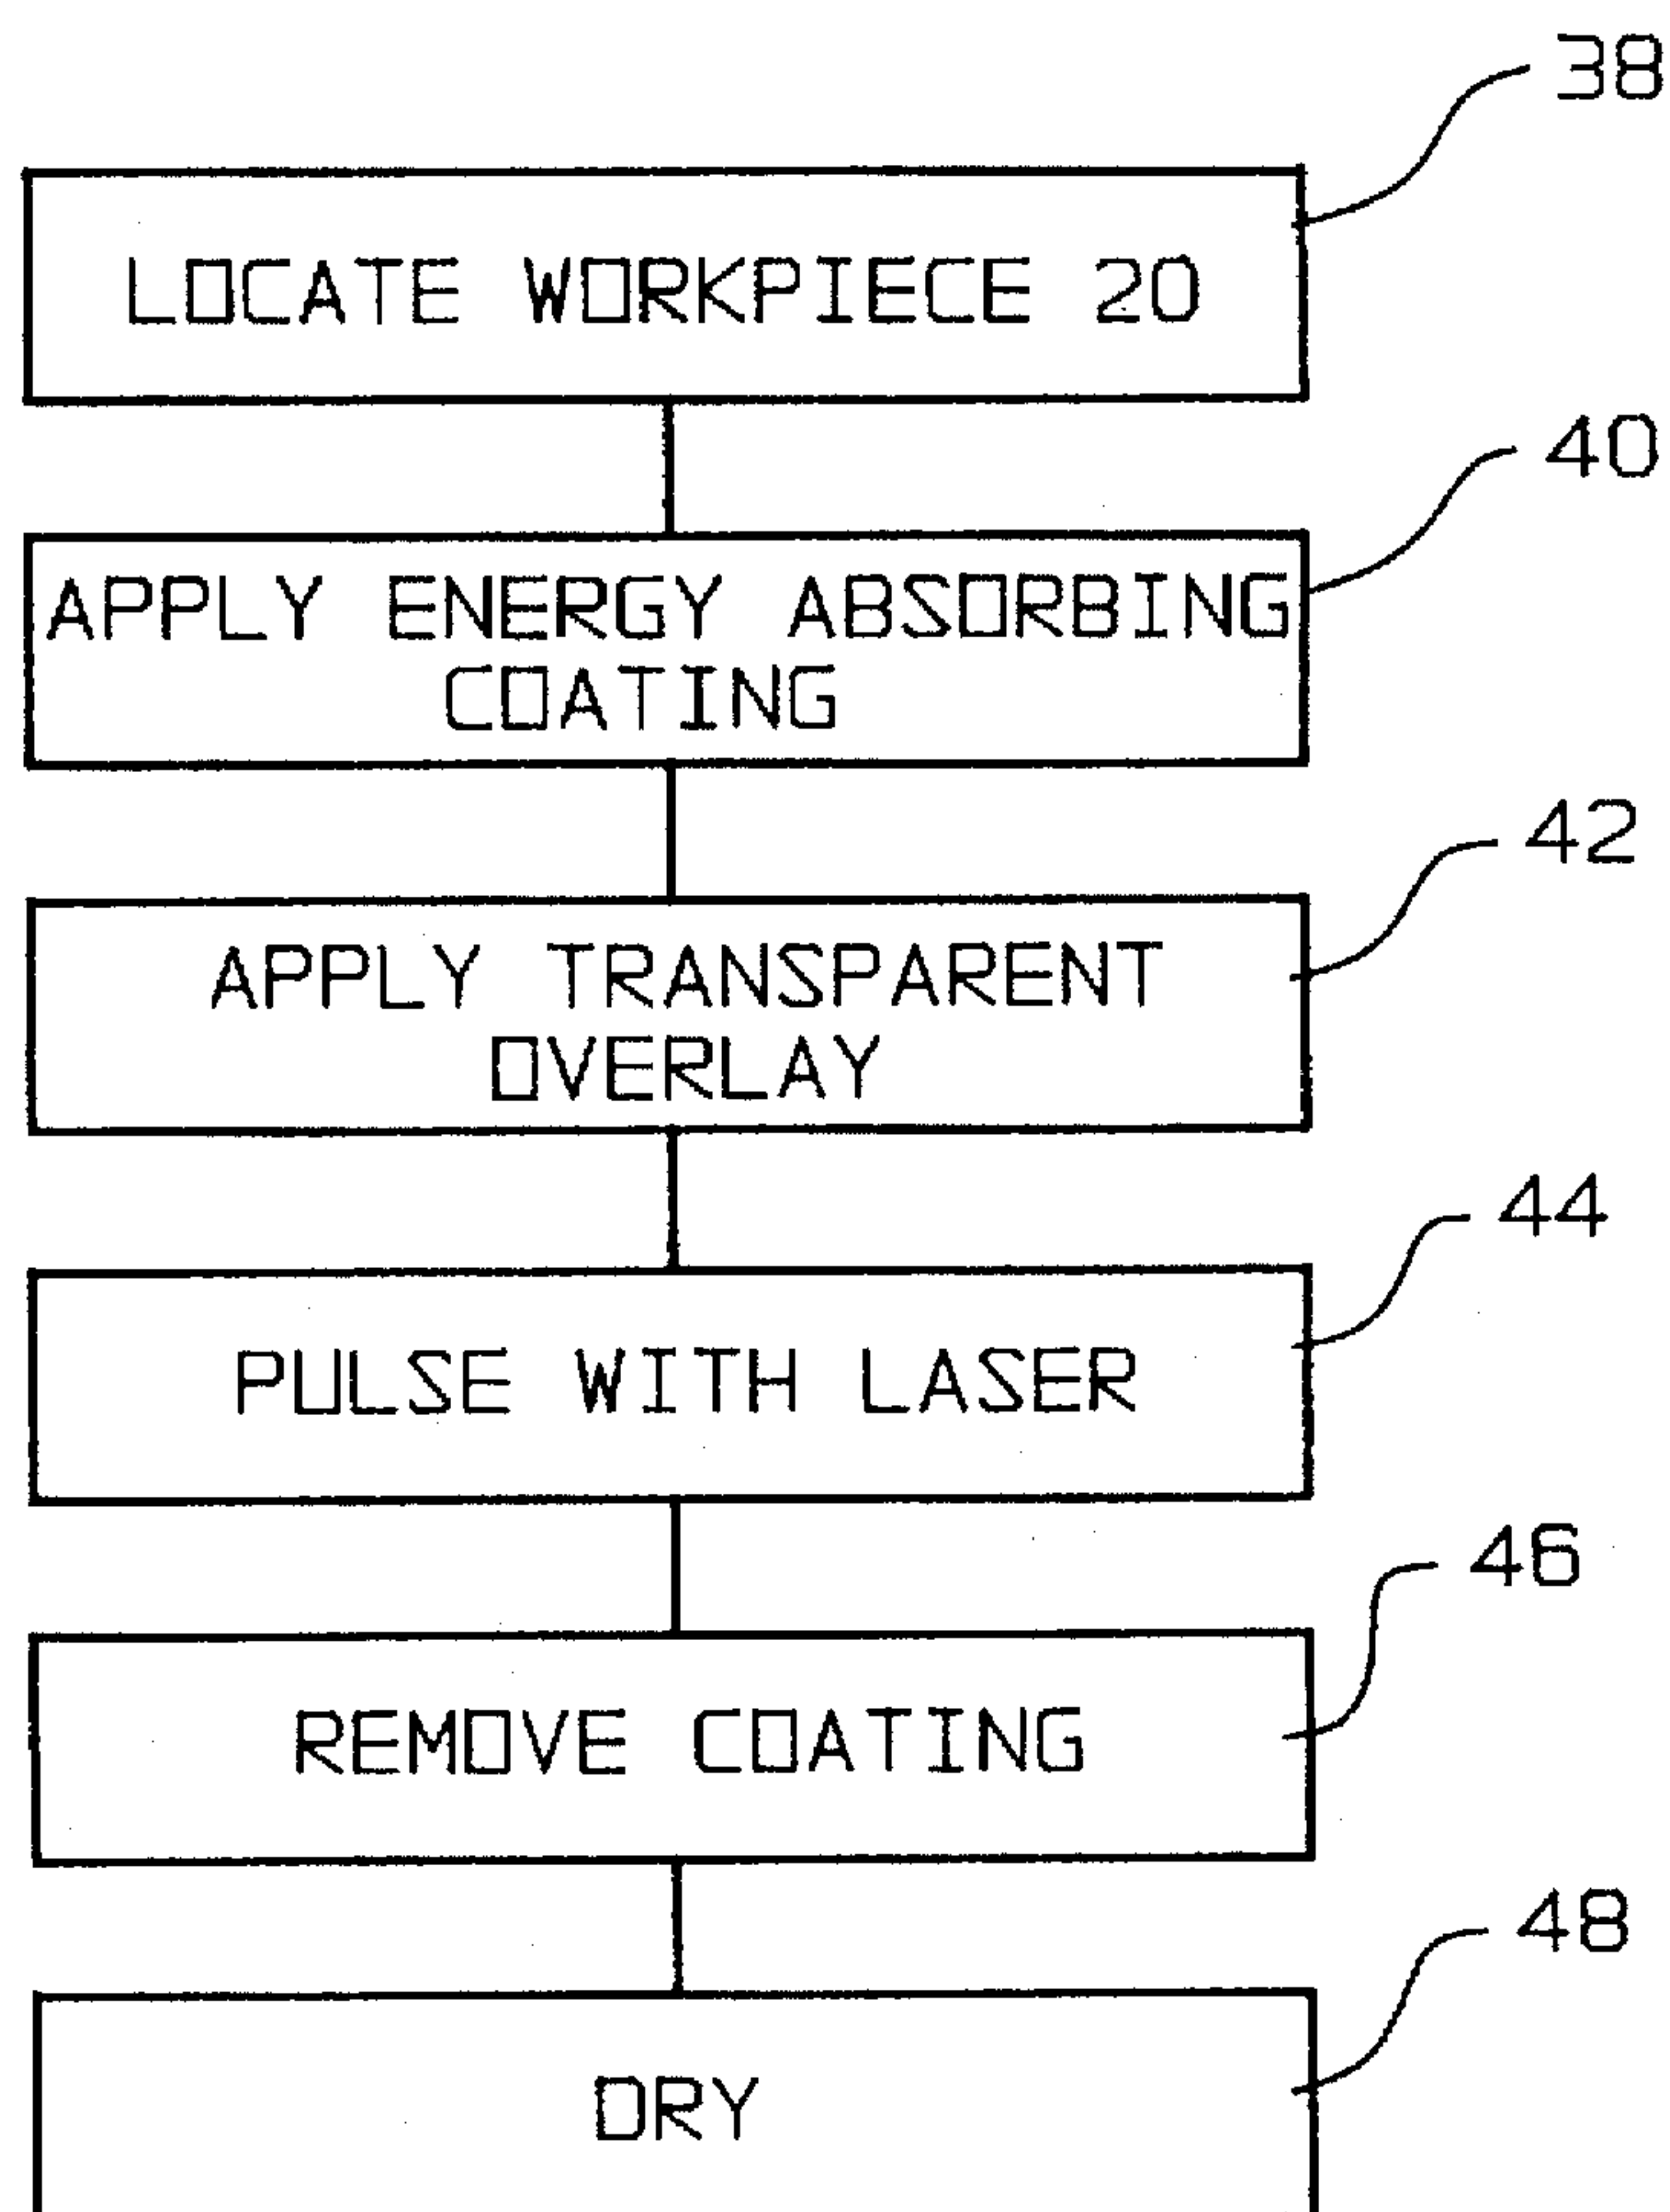 38
LOCATE WORKPIECE 20
40
APPLY ENERGY ABSORBING
COATING
42
APPLY TRANSPARENT
OVERLAY
44
PULSE WITH LASER
46
REMOVE COATING
48
DRY